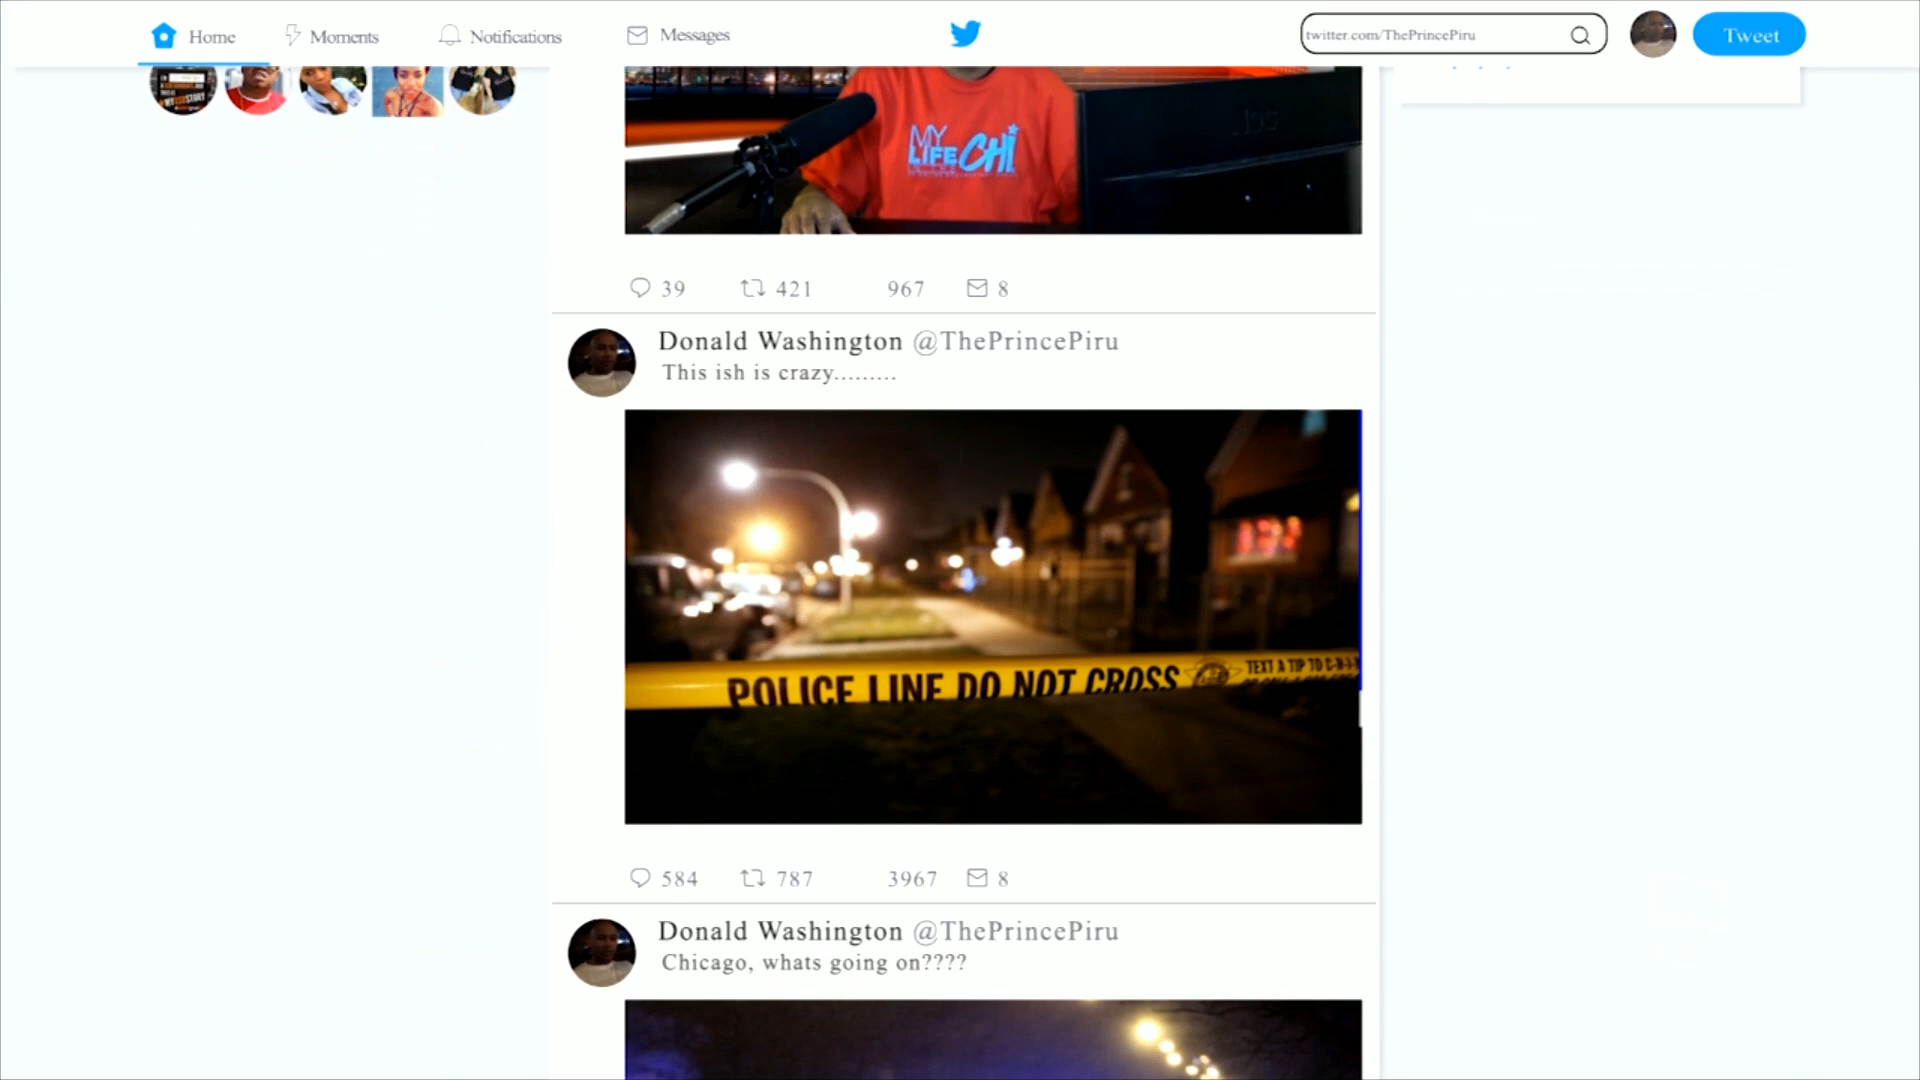 Home
Moments
Notifications
Messages
twitter.com/ThePrincePiru
Tweet
MY
LIFE CHI
39
421
967
8
Donald Washington @ThePrincePiru
This ish is crazy.........
POLICE LINE DO NOT CROSS
TEXT A TIP TO
584
787
3967
8
Donald Washington @ThePrincePiru
Chicago, whats going on????